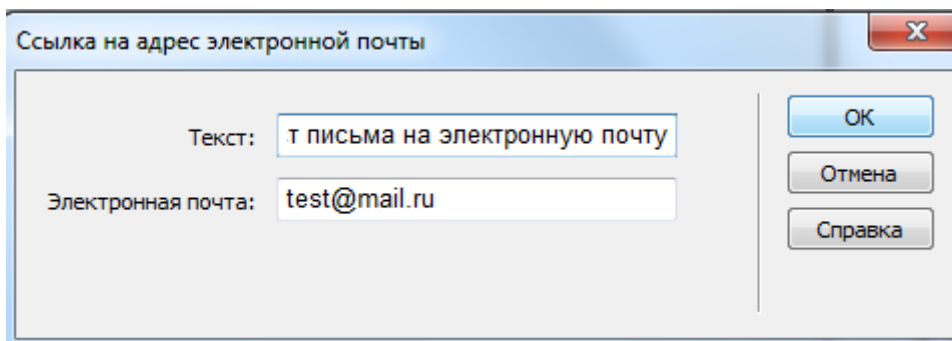 Ссылка на адрес электронной почты
Текст: т письма на электронную почту
OK
Отмена
Электронная почта: test@mail.ru
Справка